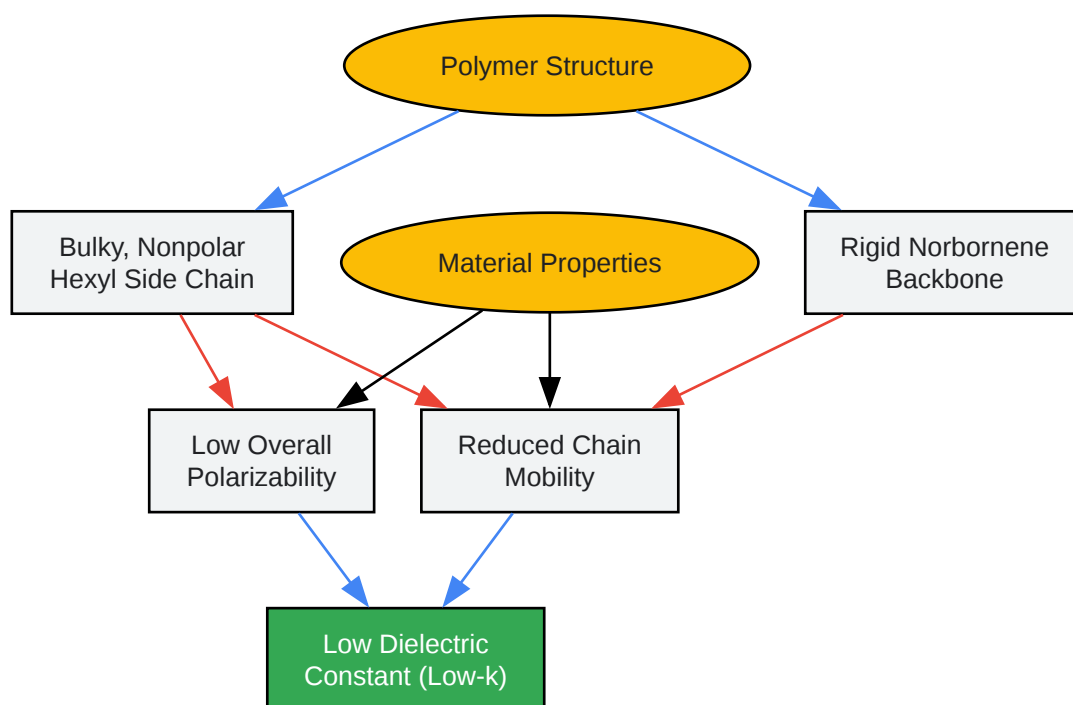 Polymer Structure
Bulky, Nonpolar
Hexyl Side Chain
Material Properties
Rigid Norbornene
Backbone
Low Overall
Polarizability
Reduced Chain
Mobility
Low Dielectric
Constant (Low-k)